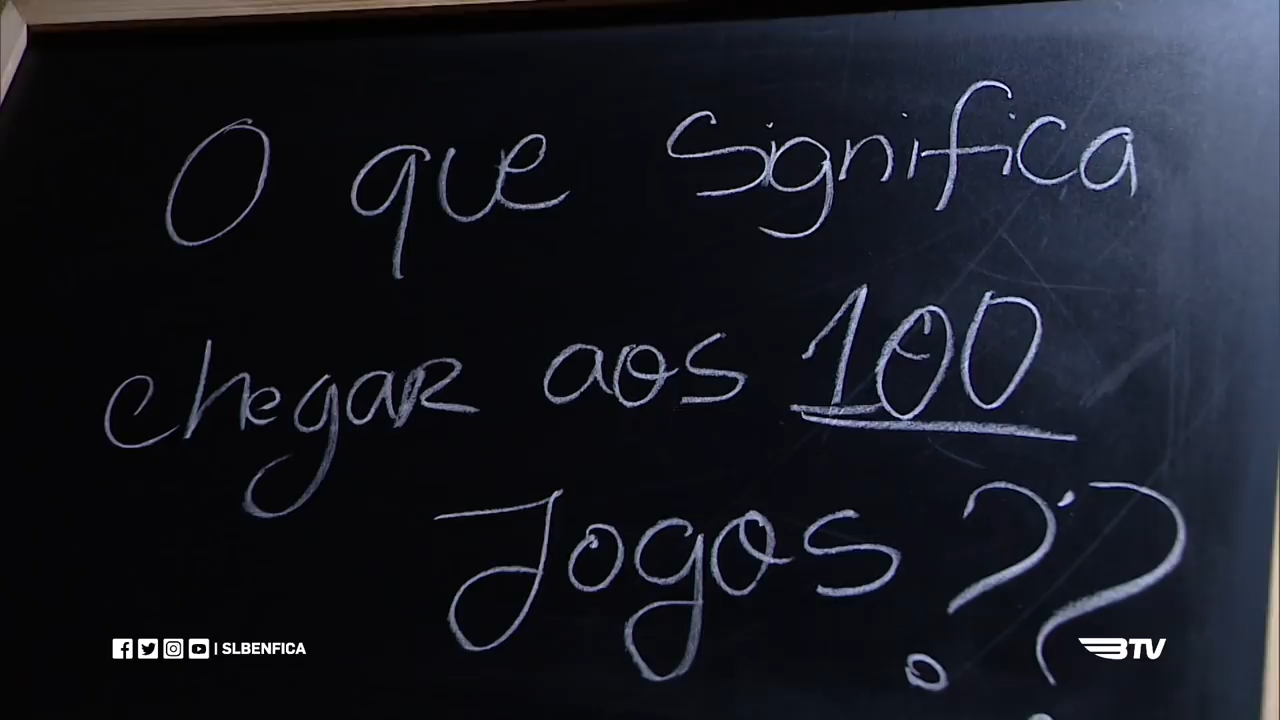 O que significa
chegar aos 100
Jogos??
| SLBENFICA
BTV